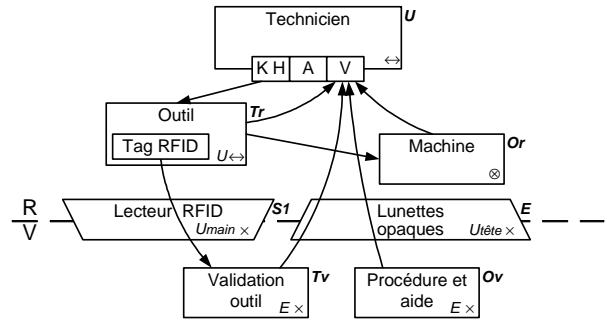 Technicien U
↔
K H A V
Outil Tr
Tag RFID
U↔
Machine Or
⊗
R
V
Lecteur RFID S1
Umain ×
Lunettes E
opaques Utête ×
Validation Tv
outil
E ×
Procédure et Ov
aide
E ×